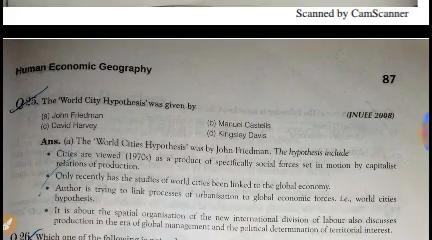 Scanned by CamScanner
Human Economic Geography
87
Q25. The 'World City Hypothesis' was given by
(JNUEE 2008)
(a) John Friedman
(b) Manuel Castells
(c) David Harvey
(d) Kingsley Davis
Ans. (a) The 'World Cities Hypothesis' was by John Friedman. The hypothesis include
• Cities are viewed (1970s) as a product of specifically social forces set in motion by capitalist
relations of production.
Only recently has the studies of world cities been linked to the global economy.
• Author is trying to link processes of urbanisation to global economic forces. i.e., world cities
hypothesis.
• It is about the spatial organisation of the new international division of labour also discusses
production in the era of global management and the political determination of territorial interest.
Q 26. Which one of the following is